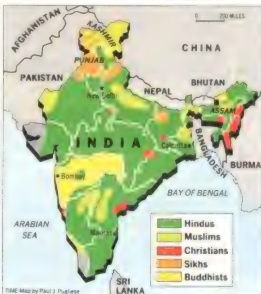 AFGHANISTAN
KASHMIR
0 200 MILES
CHINA
PUNJAB
PAKISTAN
New Delhi
NEPAL
BHUTAN
ASSAM
INDIA
Calcutta
BANGLADESH
BURMA
Bombay
BAY OF BENGAL
ARABIAN
SEA
Madras
Hindus
Muslims
Christians
Sikhs
Buddhists
SRI
LANKA
TIME Map by Paul J. Pugliese